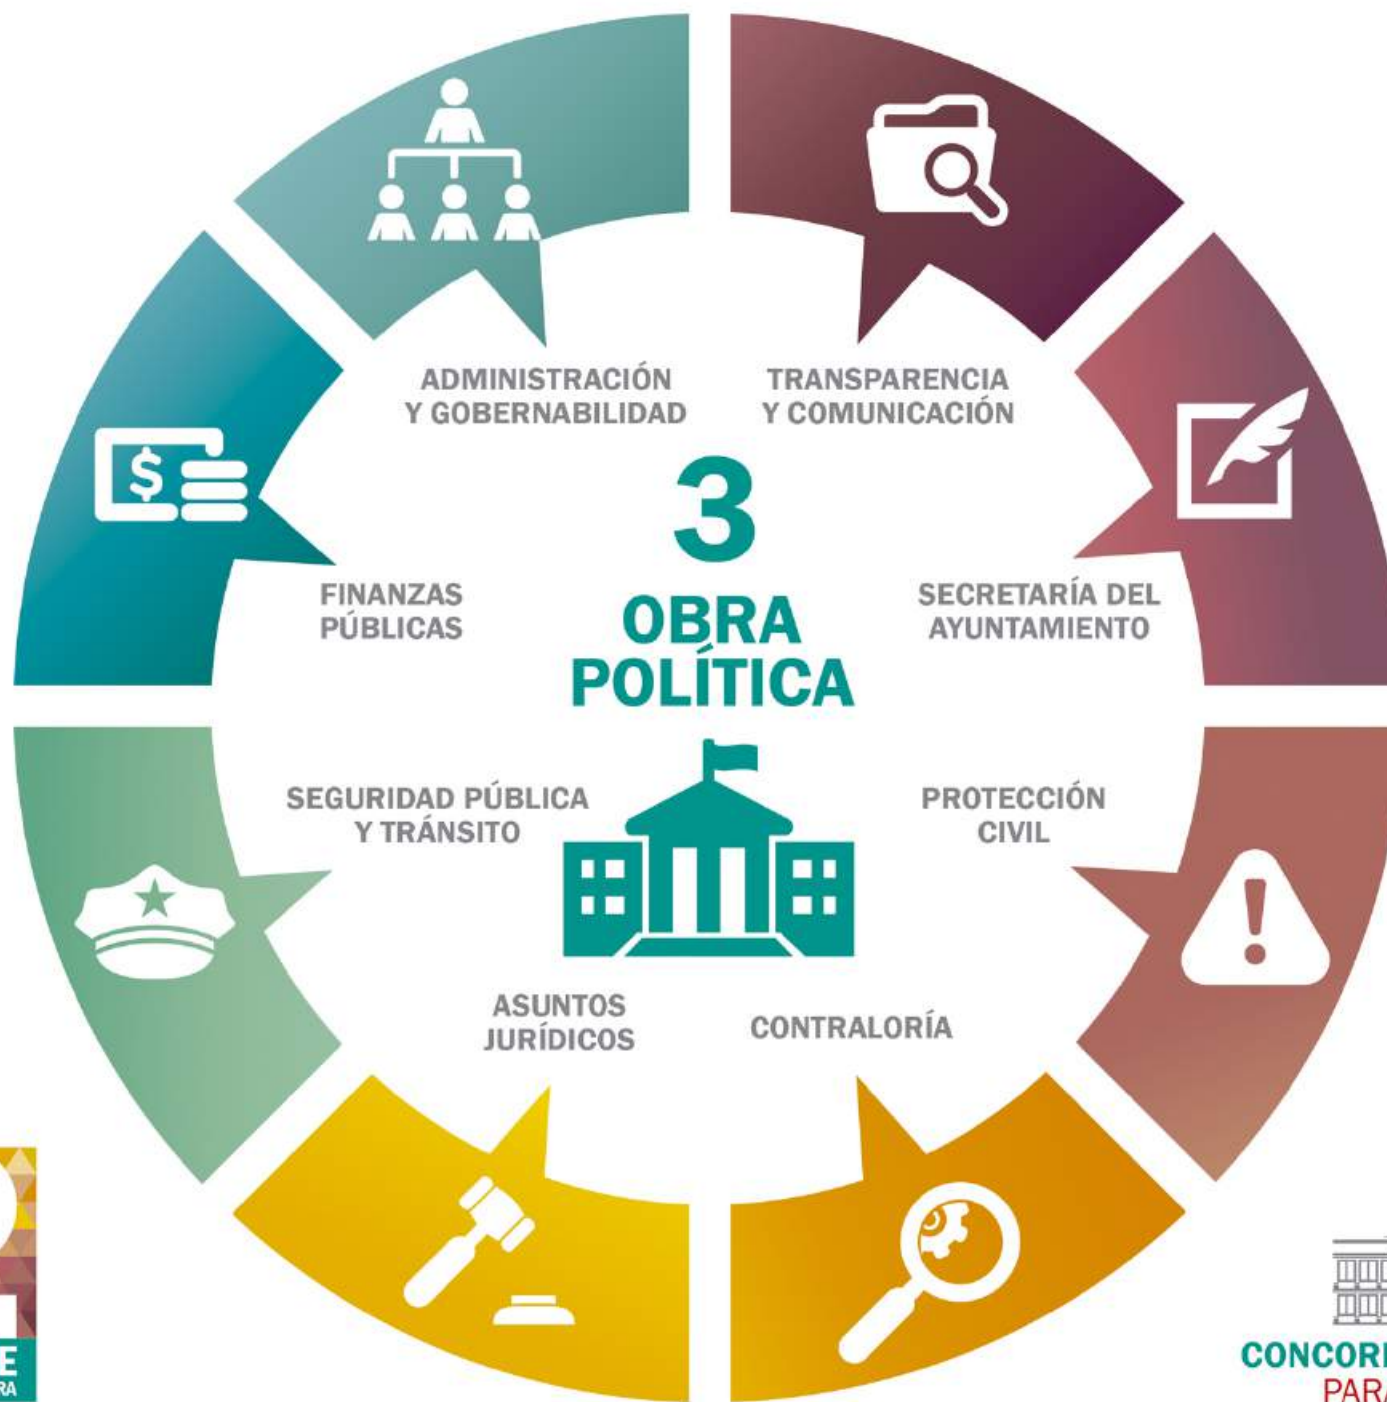 ADMINISTRACIÓN
Y GOBERNABILIDAD
TRANSPARENCIA
Y COMUNICACIÓN
3
OBRA
POLÍTICA
FINANZAS
PÚBLICAS
$
SECRETARÍA DEL
AYUNTAMIENTO
SEGURIDAD PÚBLICA
Y TRÁNSITO
PROTECCIÓN
CIVIL
!
ASUNTOS
JURÍDICOS
CONTRALORÍA
PARA